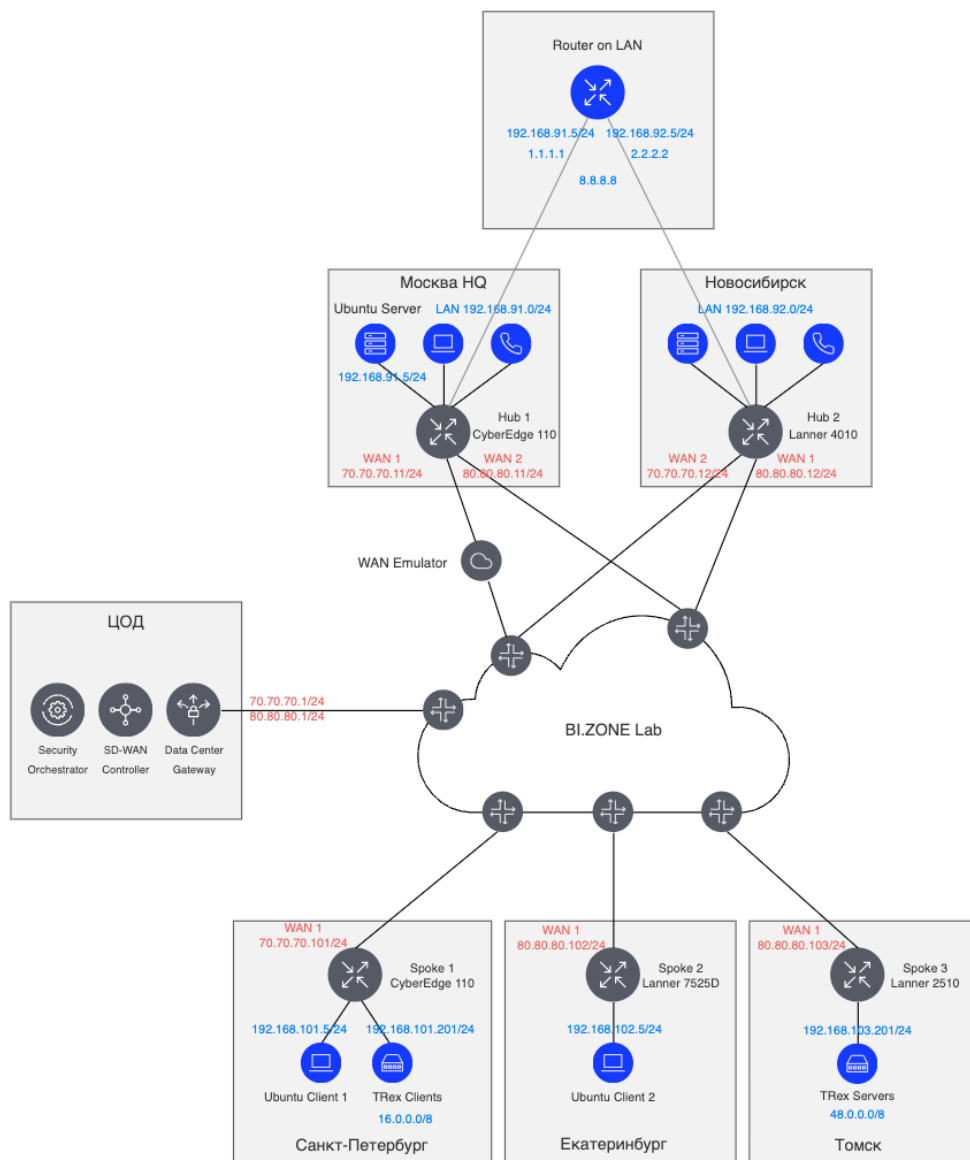 Router on LAN
192.168.91.5/24 192.168.92.5/24
1.1.1.1 2.2.2.2
8.8.8.8
Москва HQ
Ubuntu Server LAN 192.168.91.0/24
192.168.91.5/24
Hub 1
CyberEdge 110
WAN 1 WAN 2
70.70.70.11/24 80.80.80.11/24
Новосибирск
LAN 192.168.92.0/24
Hub 2
Lanner 4010
WAN 2 WAN 1
70.70.70.12/24 80.80.80.12/24
WAN Emulator
ЦОД
70.70.70.1/24
80.80.80.1/24
Security
Orchestrator
SD-WAN
Controller
Data Center
Gateway
BI.ZONE Lab
WAN 1
70.70.70.101/24
Spoke 1
CyberEdge 110
192.168.101.5/24 192.168.101.201/24
Ubuntu Client 1 TRex Clients
16.0.0.0/8
Санкт-Петербург
WAN 1
80.80.80.102/24
Spoke 2
Lanner 7525D
192.168.102.5/24
Ubuntu Client 2
Екатеринбург
WAN 1
80.80.80.103/24
Spoke 3
Lanner 2510
192.168.103.201/24
TRex Servers
48.0.0.0/8
Томск